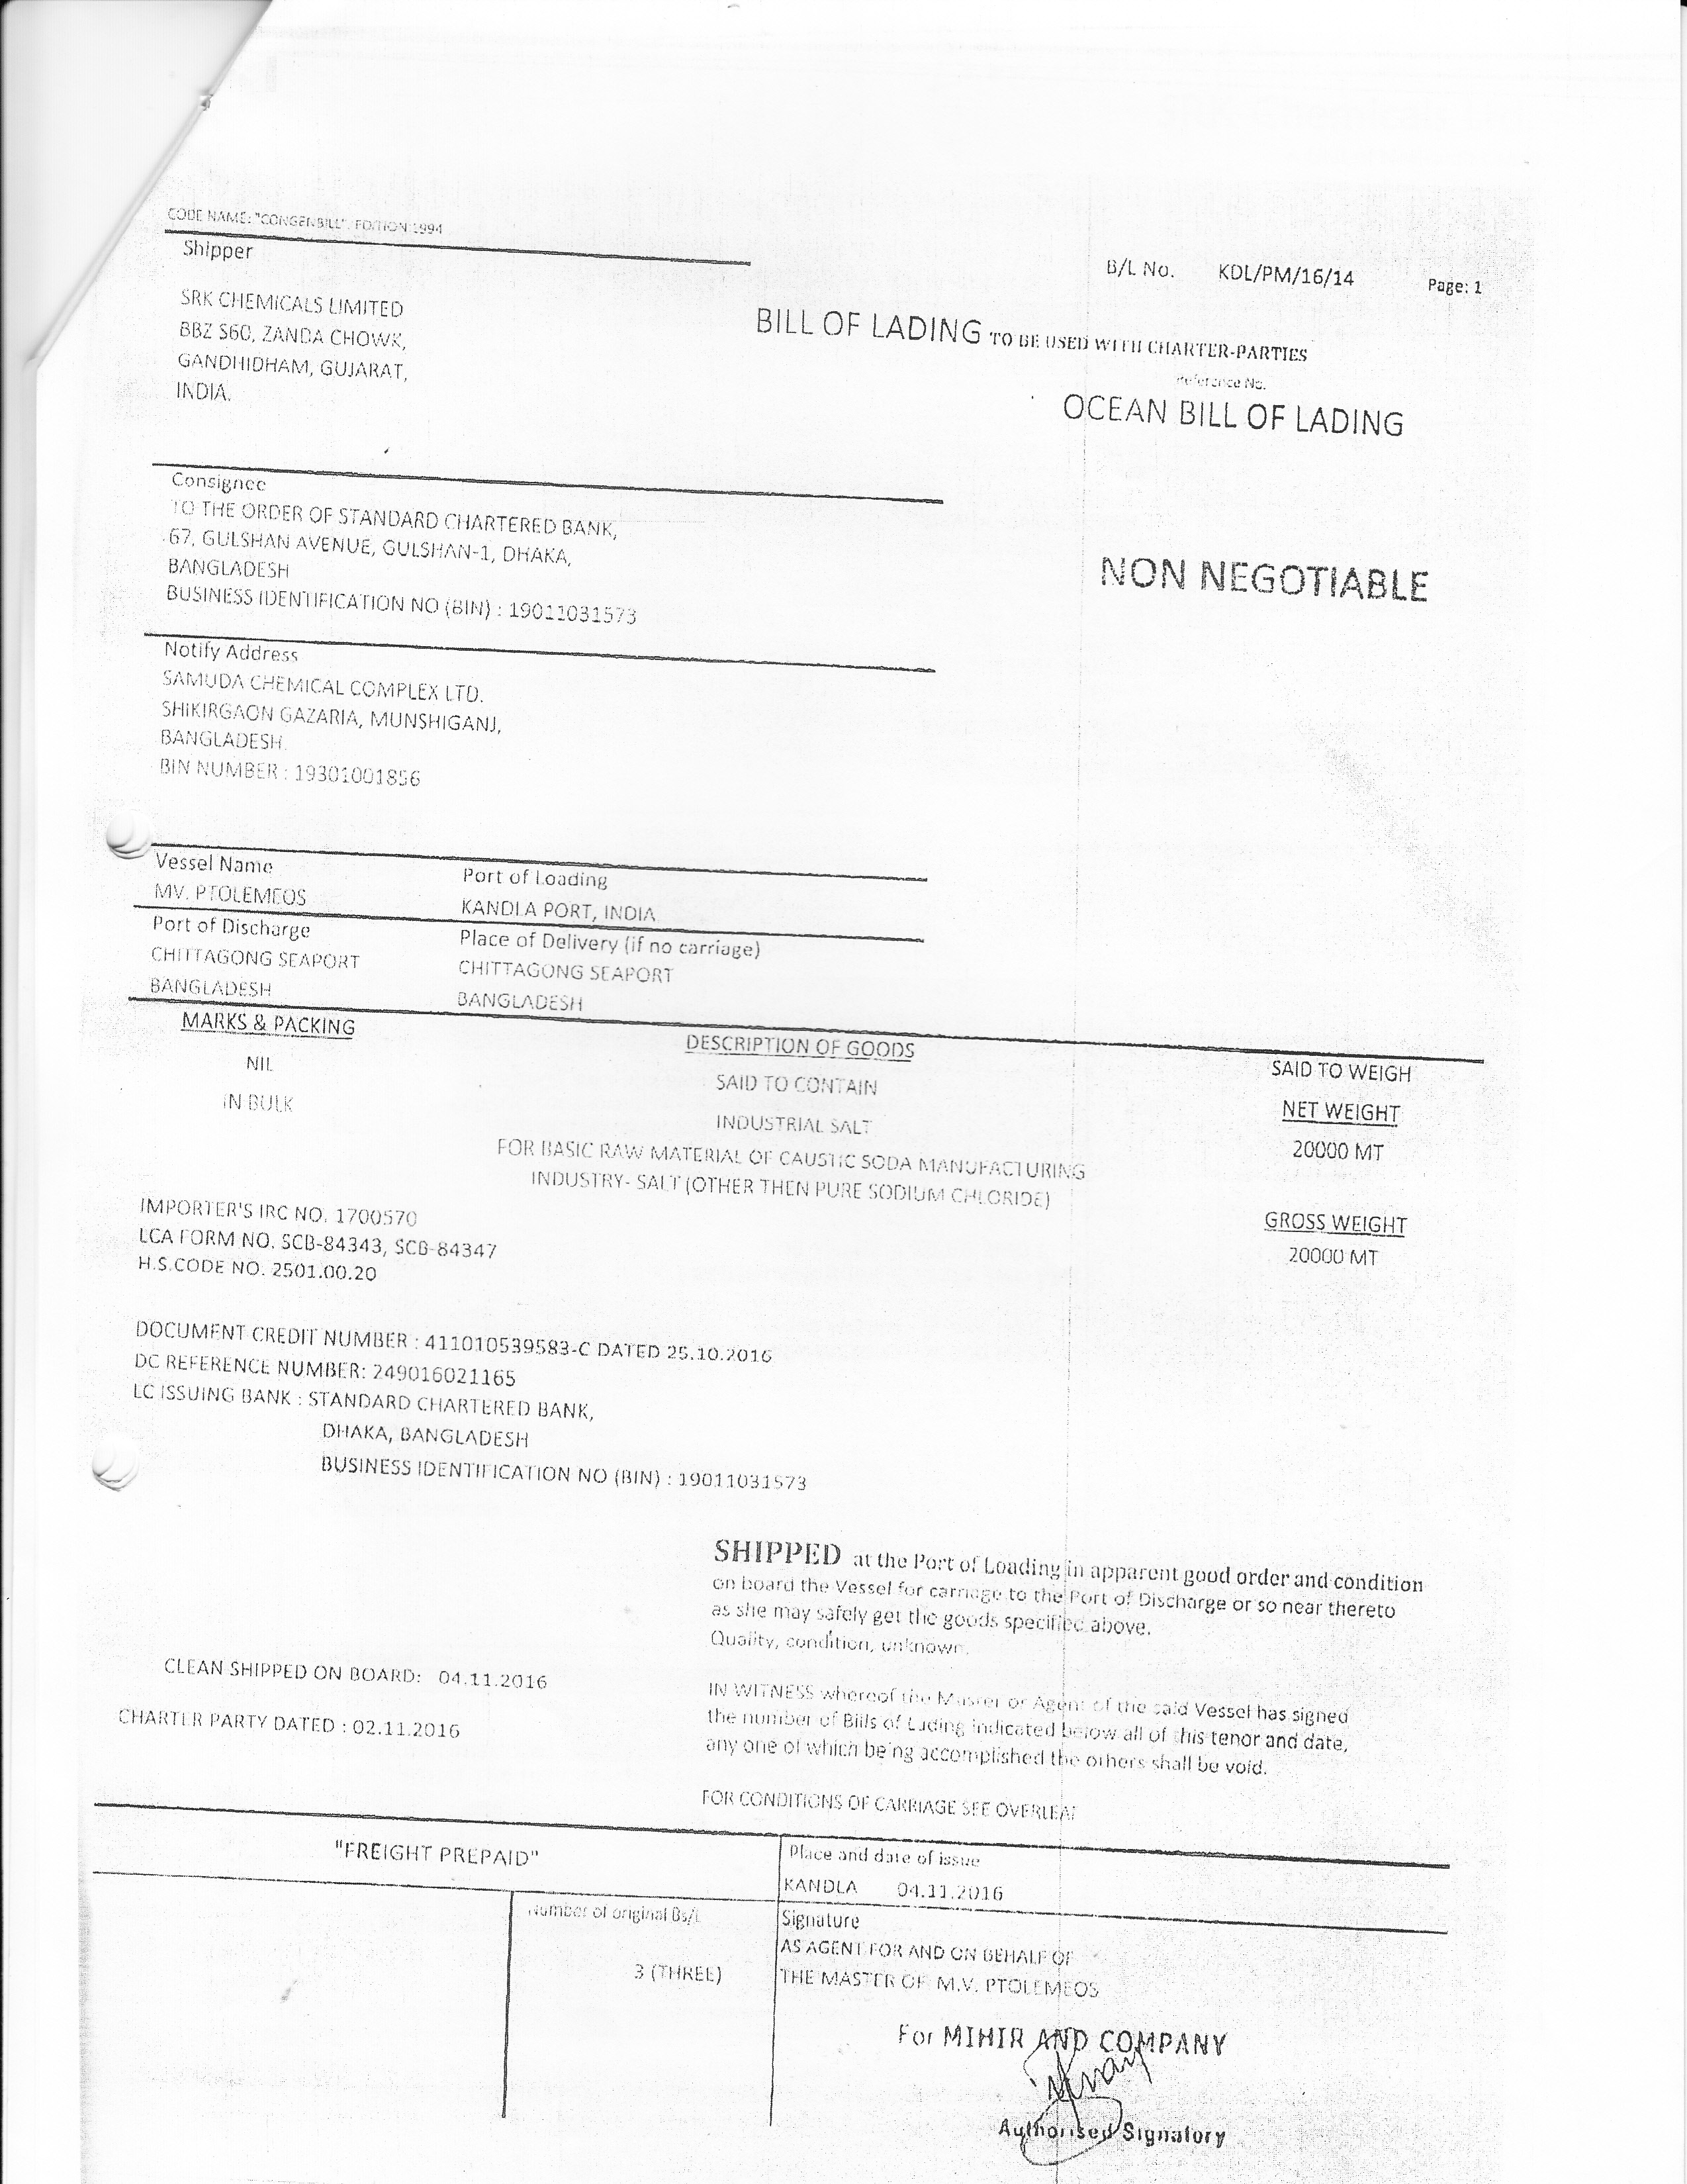 CODE NAME: "CONGENBILL". EDITION 1994
Shipper
B/L No. KDL/PM/16/14 Page: 1
SRK CHEMICALS LIMITED
BBZ S60, ZANDA CHOWK,
GANDHIDHAM, GUJARAT,
INDIA.
BILL OF LADING TO BE USED WITH CHARTER-PARTIES
Reference No.
OCEAN BILL OF LADING
Consignee
TO THE ORDER OF STANDARD CHARTERED BANK,
67, GULSHAN AVENUE, GULSHAN-1, DHAKA,
BANGLADESH
BUSINESS IDENTIFICATION NO (BIN) : 19011031573
NON NEGOTIABLE
Notify Address
SAMUDA CHEMICAL COMPLEX LTD.
SHIKIRGAON GAZARIA, MUNSHIGANJ,
BANGLADESH.
BIN NUMBER : 19301001856
Vessel Name Port of Loading
MV. PTOLEMEOS KANDLA PORT, INDIA
Port of Discharge Place of Delivery (if no carriage)
CHITTAGONG SEAPORT CHITTAGONG SEAPORT
BANGLADESH BANGLADESH
MARKS & PACKING DESCRIPTION OF GOODS SAID TO WEIGH
NIL SAID TO CONTAIN NET WEIGHT
IN BULK INDUSTRIAL SALT 20000 MT
FOR BASIC RAW MATERIAL OF CAUSTIC SODA MANUFACTURING
INDUSTRY- SALT (OTHER THEN PURE SODIUM CHLORIDE)
IMPORTER'S IRC NO. 1700570 GROSS WEIGHT
LCA FORM NO. SCB-84343, SCB-84347 20000 MT
H.S.CODE NO. 2501.00.20
DOCUMENT CREDIT NUMBER : 411010539583-C DATED 25.10.2016
DC REFERENCE NUMBER: 249016021165
LC ISSUING BANK : STANDARD CHARTERED BANK,
DHAKA, BANGLADESH
BUSINESS IDENTIFICATION NO (BIN) : 19011031573
SHIPPED at the Port of Loading in apparent good order and condition
on board the Vessel for carriage to the Port of Discharge or so near thereto
as she may safely get the goods specified above.
Quality, condition, unknown.
CLEAN SHIPPED ON BOARD: 04.11.2016
CHARTER PARTY DATED : 02.11.2016
IN WITNESS whereof the Master or Agent of the said Vessel has signed
the number of Bills of Lading indicated below all of this tenor and date,
any one of which being accomplished the others shall be void.
FOR CONDITIONS OF CARRIAGE SEE OVERLEAF
"FREIGHT PREPAID"
Place and date of issue
KANDLA 04.11.2016
Number of original Bs/L
3 (THREE)
Signature
AS AGENT FOR AND ON BEHALF OF
THE MASTER OF M.V. PTOLEMEOS
For MIHIR AND COMPANY
Authorised Signatory